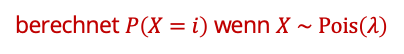 berechnet P(X = i) wenn X ~ Pois(λ)